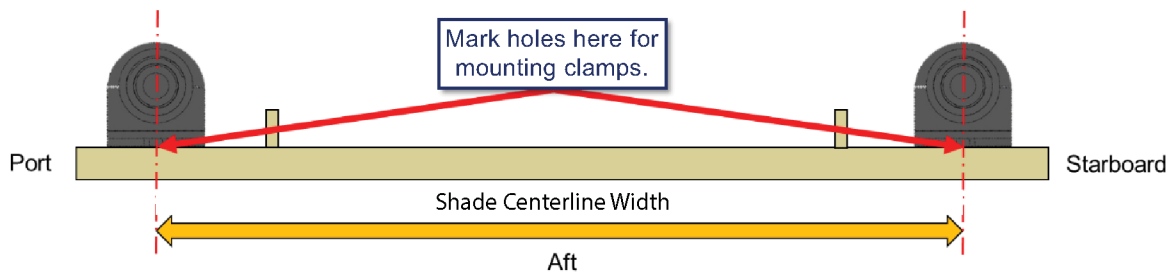 Mark holes here for
mounting clamps.
Port
Starboard
Shade Centerline Width
Aft